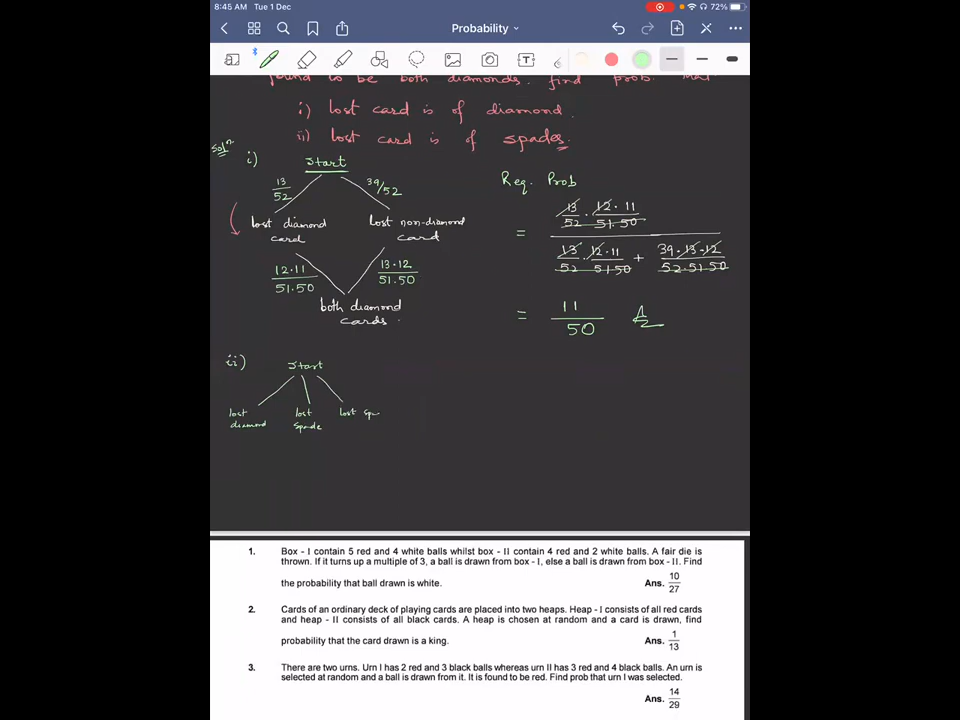 8:45 AM Tue 1 Dec
72%
Probability
found to be both diamonds. find prob. that
i) lost card is of diamond.
ii) lost card is of spades.
Solⁿ
i) Start
13/52 39/52
lost diamond card
lost non-diamond card
12·11/51.50 13·12/51.50
both diamond cards.
Req. Prob
= (13/52 · 12·11/51.50) / (13/52 · 12·11/51.50 + 39·13·12/52.51.50)
= 11/50
ii) Start
lost diamond
lost spade
lost spa
1. Box - I contain 5 red and 4 white balls whilst box - II contain 4 red and 2 white balls. A fair die is
thrown. If it turns up a multiple of 3, a ball is drawn from box - I, else a ball is drawn from box - II. Find
the probability that ball drawn is white. Ans. 10/27
2. Cards of an ordinary deck of playing cards are placed into two heaps. Heap - I consists of all red cards
and heap - II consists of all black cards. A heap is chosen at random and a card is drawn, find
probability that the card drawn is a king. Ans. 1/13
3. There are two urns. Urn I has 2 red and 3 black balls whereas urn II has 3 red and 4 black balls. An urn is
selected at random and a ball is drawn from it. It is found to be red. Find prob that urn I was selected.
Ans. 14/29